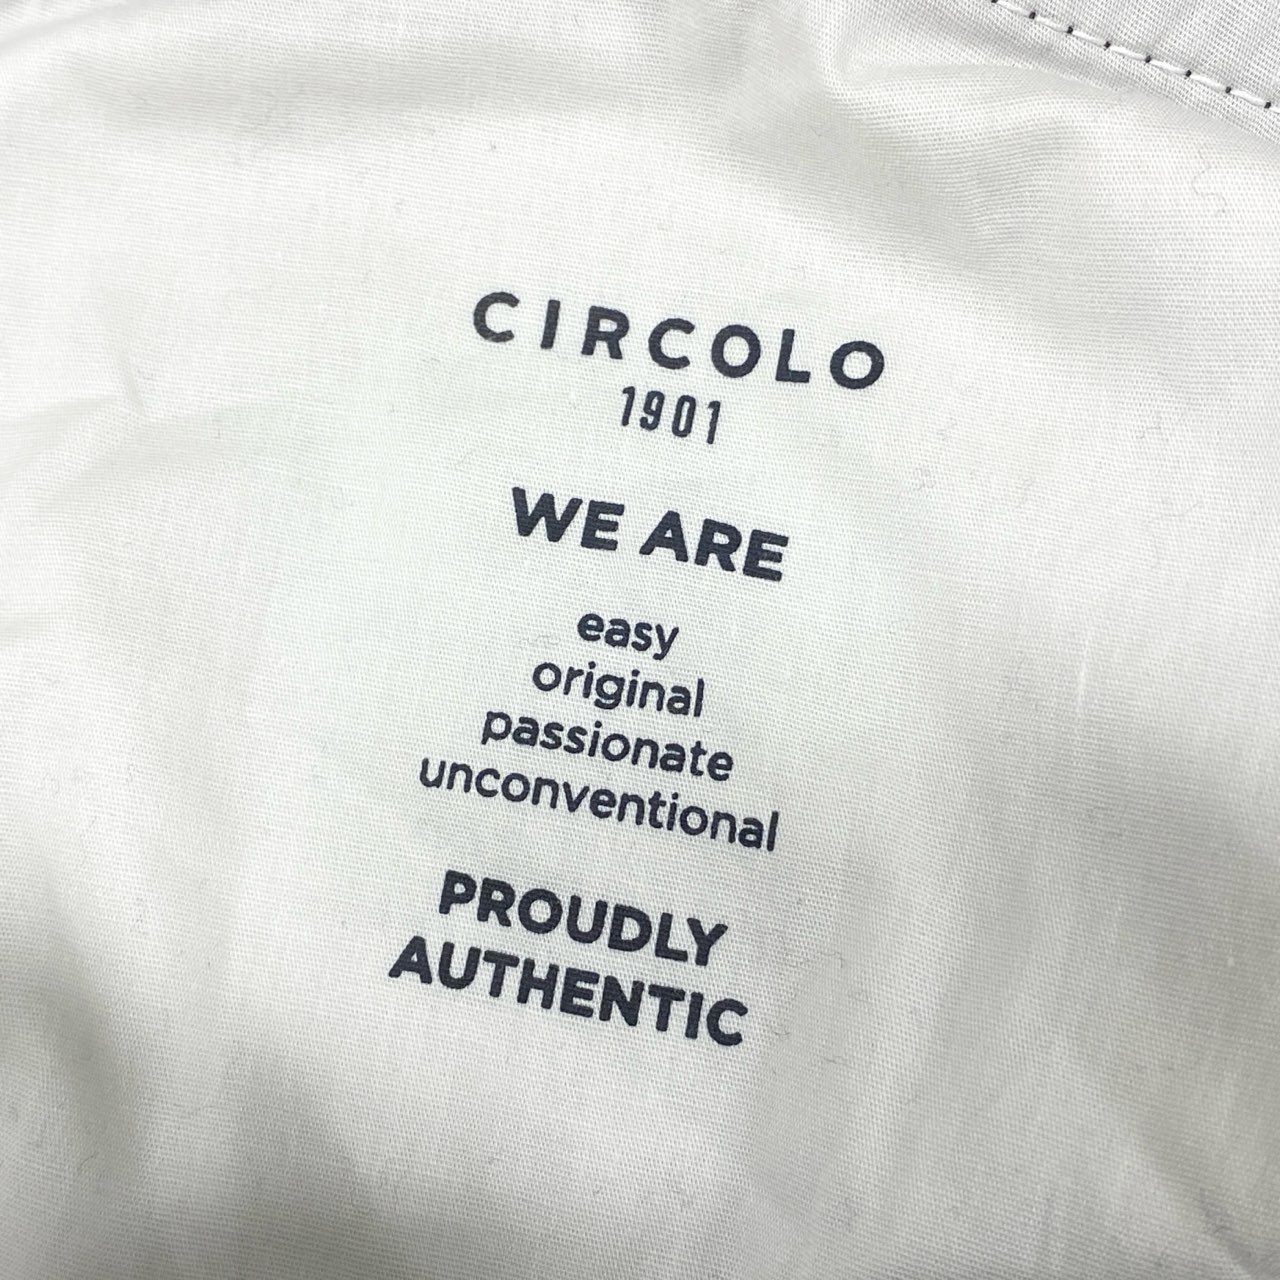 CIRCOLO
1901
WE ARE
easy
original
passionate
unconventional
PROUDLY
AUTHENTIC